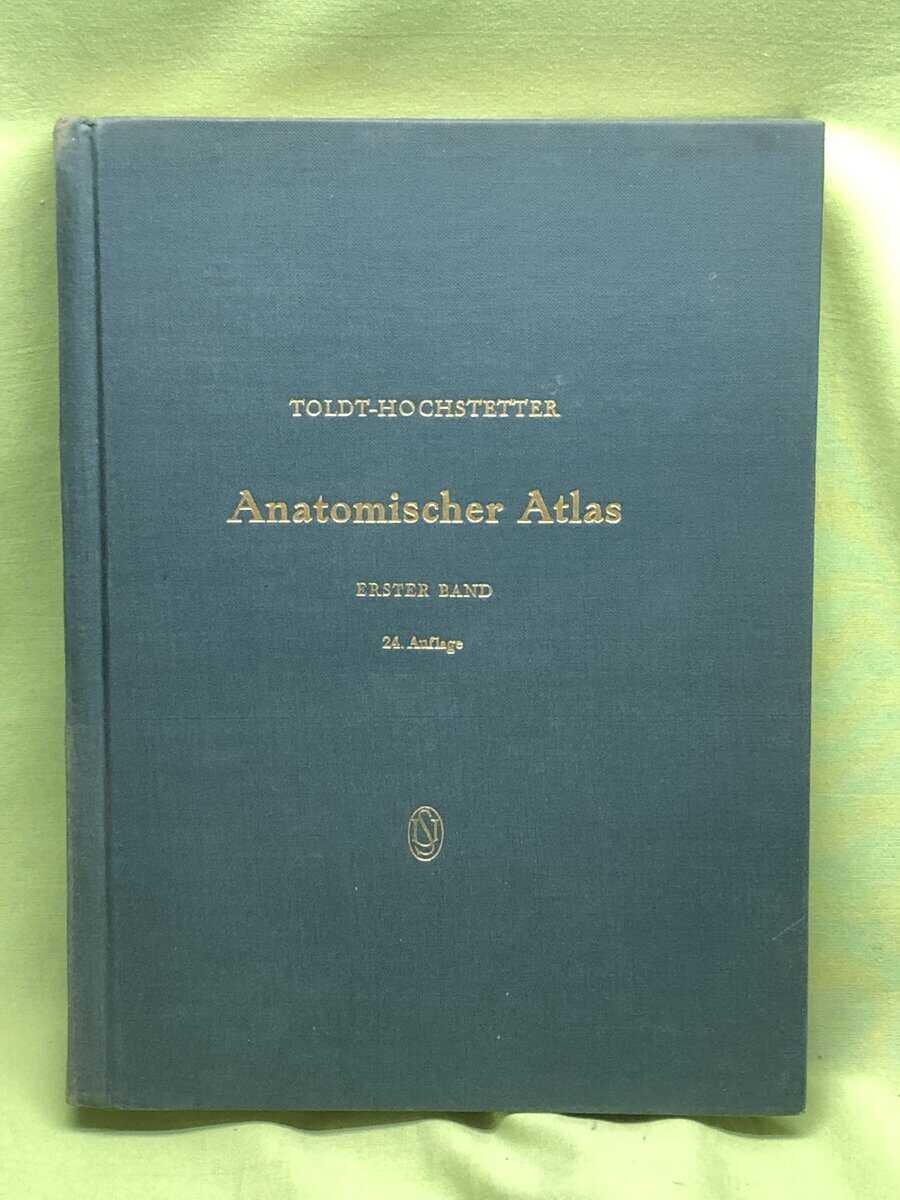 TOLDT-HOCHSTETTER
Anatomischer Atlas
ERSTER BAND
24. Auflage